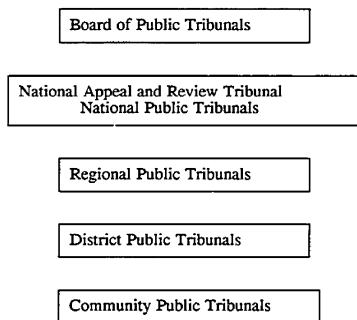 Board of Public Tribunals
National Appeal and Review Tribunal
National Public Tribunals
Regional Public Tribunals
District Public Tribunals
Community Public Tribunals